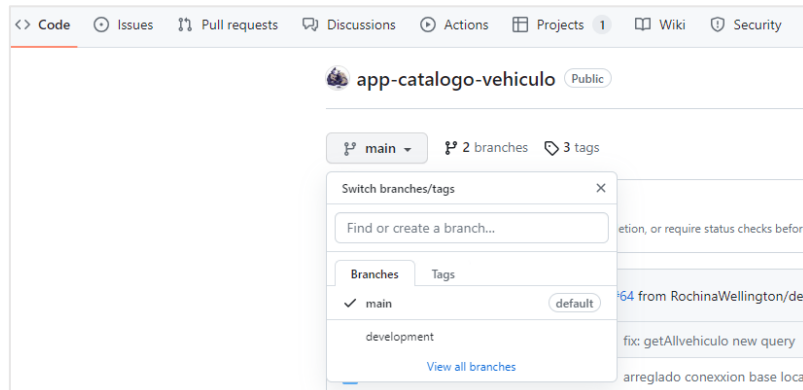 Code Issues Pull requests Discussions Actions Projects 1 Wiki Security
app-catalogo-vehiculo Public
main 2 branches 3 tags
Switch branches/tags
Find or create a branch...
etion, or require status checks befor
Branches Tags
main default
#64 from RochinaWellington/de
development
fix: getAllvehiculo new query
View all branches
arreglado conexxion base loca